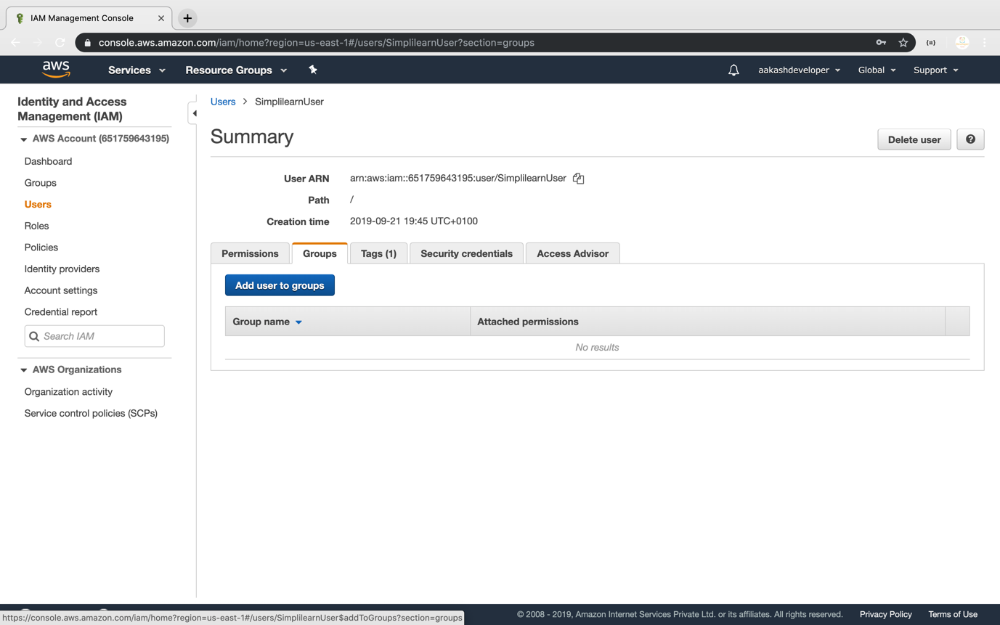 IAM Management Console
console.aws.amazon.com/iam/home?region=us-east-1#/users/SimplilearnUser?section=groups
aws Services Resource Groups aakashdeveloper Global Support
Identity and Access
Management (IAM)
AWS Account (651759643195)
Dashboard
Groups
Users
Roles
Policies
Identity providers
Account settings
Credential report
Search IAM
AWS Organizations
Organization activity
Service control policies (SCPs)
Users > SimplilearnUser
Summary
Delete user
User ARN arn:aws:iam::651759643195:user/SimplilearnUser
Path /
Creation time 2019-09-21 19:45 UTC+0100
Permissions Groups Tags (1) Security credentials Access Advisor
Add user to groups
Group name Attached permissions
No results
https://console.aws.amazon.com/iam/home?region=us-east-1#/users/SimplilearnUser$addToGroups?section=groups
© 2008 - 2019, Amazon Internet Services Private Ltd. or its affiliates. All rights reserved. Privacy Policy Terms of Use